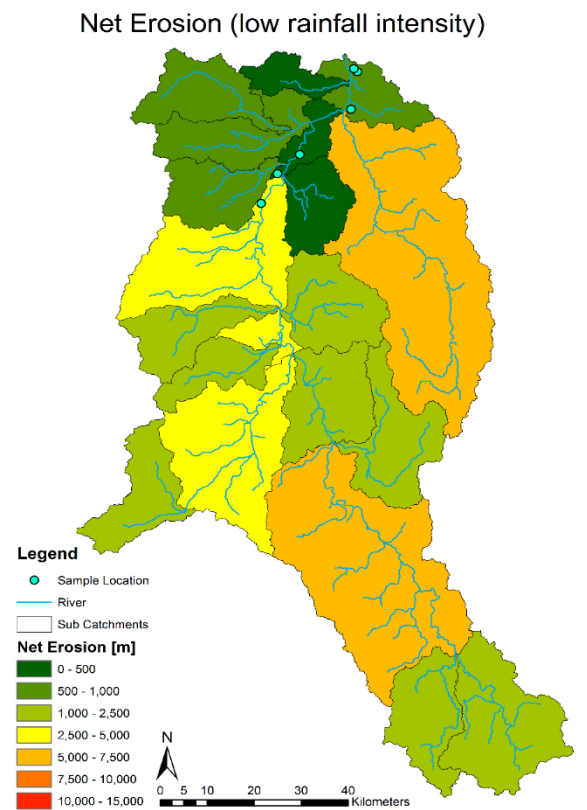 Net Erosion (low rainfall intensity)
Legend
Sample Location
River
Sub Catchments
Net Erosion [m]
0 - 500
500 - 1,000
1,000 - 2,500
2,500 - 5,000
5,000 - 7,500
7,500 - 10,000
10,000 - 15,000
N
0 5 10 20 30 40
Kilometers